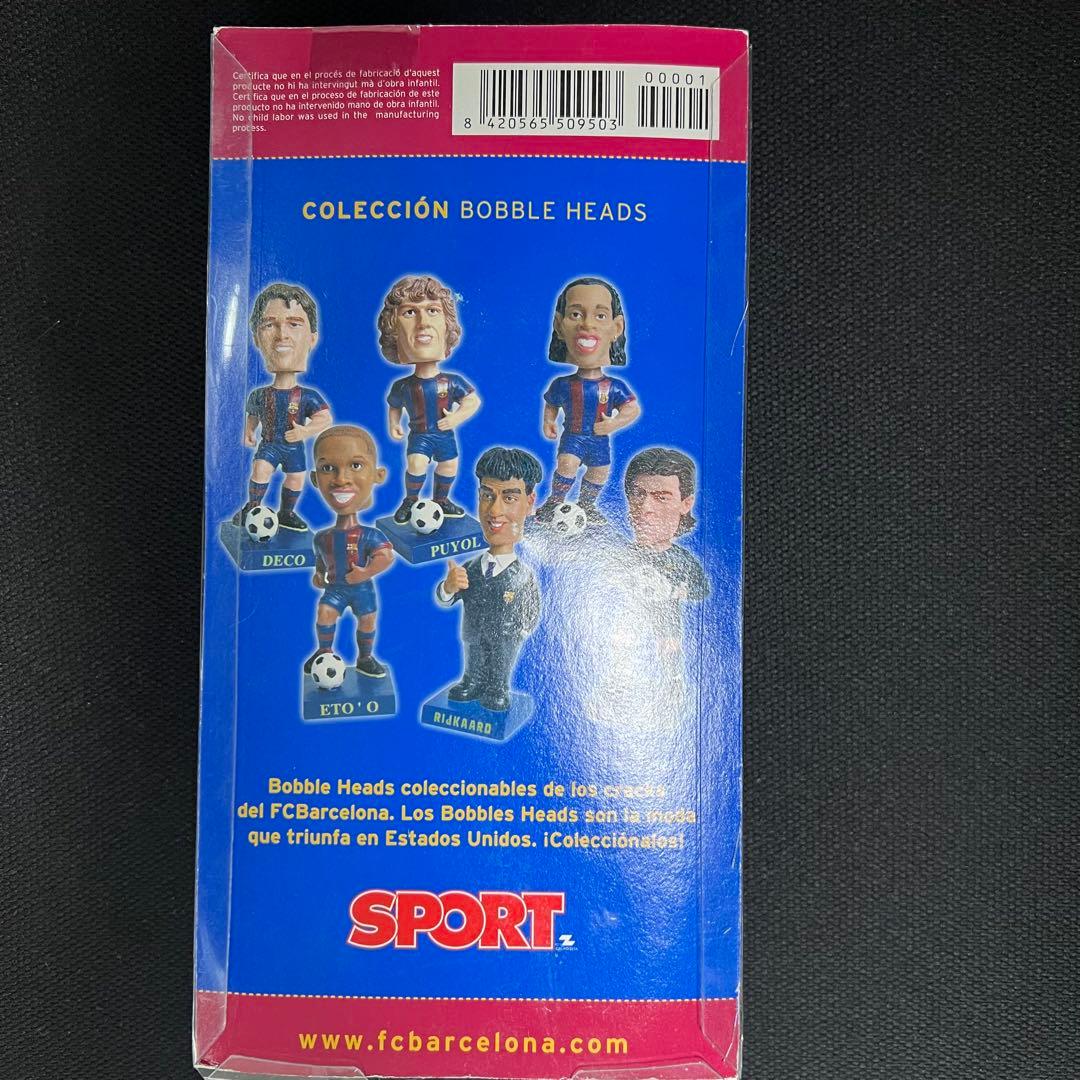 Certifica que en el procés de fabricació d'aquest
producte no hi ha intervingut mà d'obra infantil.
Certifica que en el proceso de fabricación de este
producto no ha intervenido mano de obra infantil.
No child labor was used in the manufacturing
process.
00001
8 420565 509503
COLECCIÓN BOBBLE HEADS
DECO
PUYOL
ETO'O
RIJKAARD
Bobble Heads coleccionables de los cracks
del FCBarcelona. Los Bobbles Heads son la moda
que triunfa en Estados Unidos. ¡Colecciónalos!
SPORT
www.fcbarcelona.com